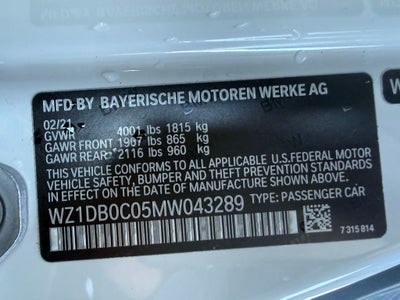 MFD BY BAYERISCHE MOTOREN WERKE AG
02/21
GVWR 4001 lbs 1815 kg
GAWR FRONT 1907 lbs 865 kg
GAWR REAR 2116 lbs 960 kg
THIS VEHICLE CONFORMS TO ALL APPLICABLE U.S.FEDERAL MOTOR
VEHICLE SAFETY, BUMPER AND THEFT PREVENTION STANDARDS
IN EFFECT ON THE DATE OF MANUFACTURE SHOWN ABOVE.
WZ1DB0C05MW043289 TYPE: PASSENGER CAR
7 315 814
W